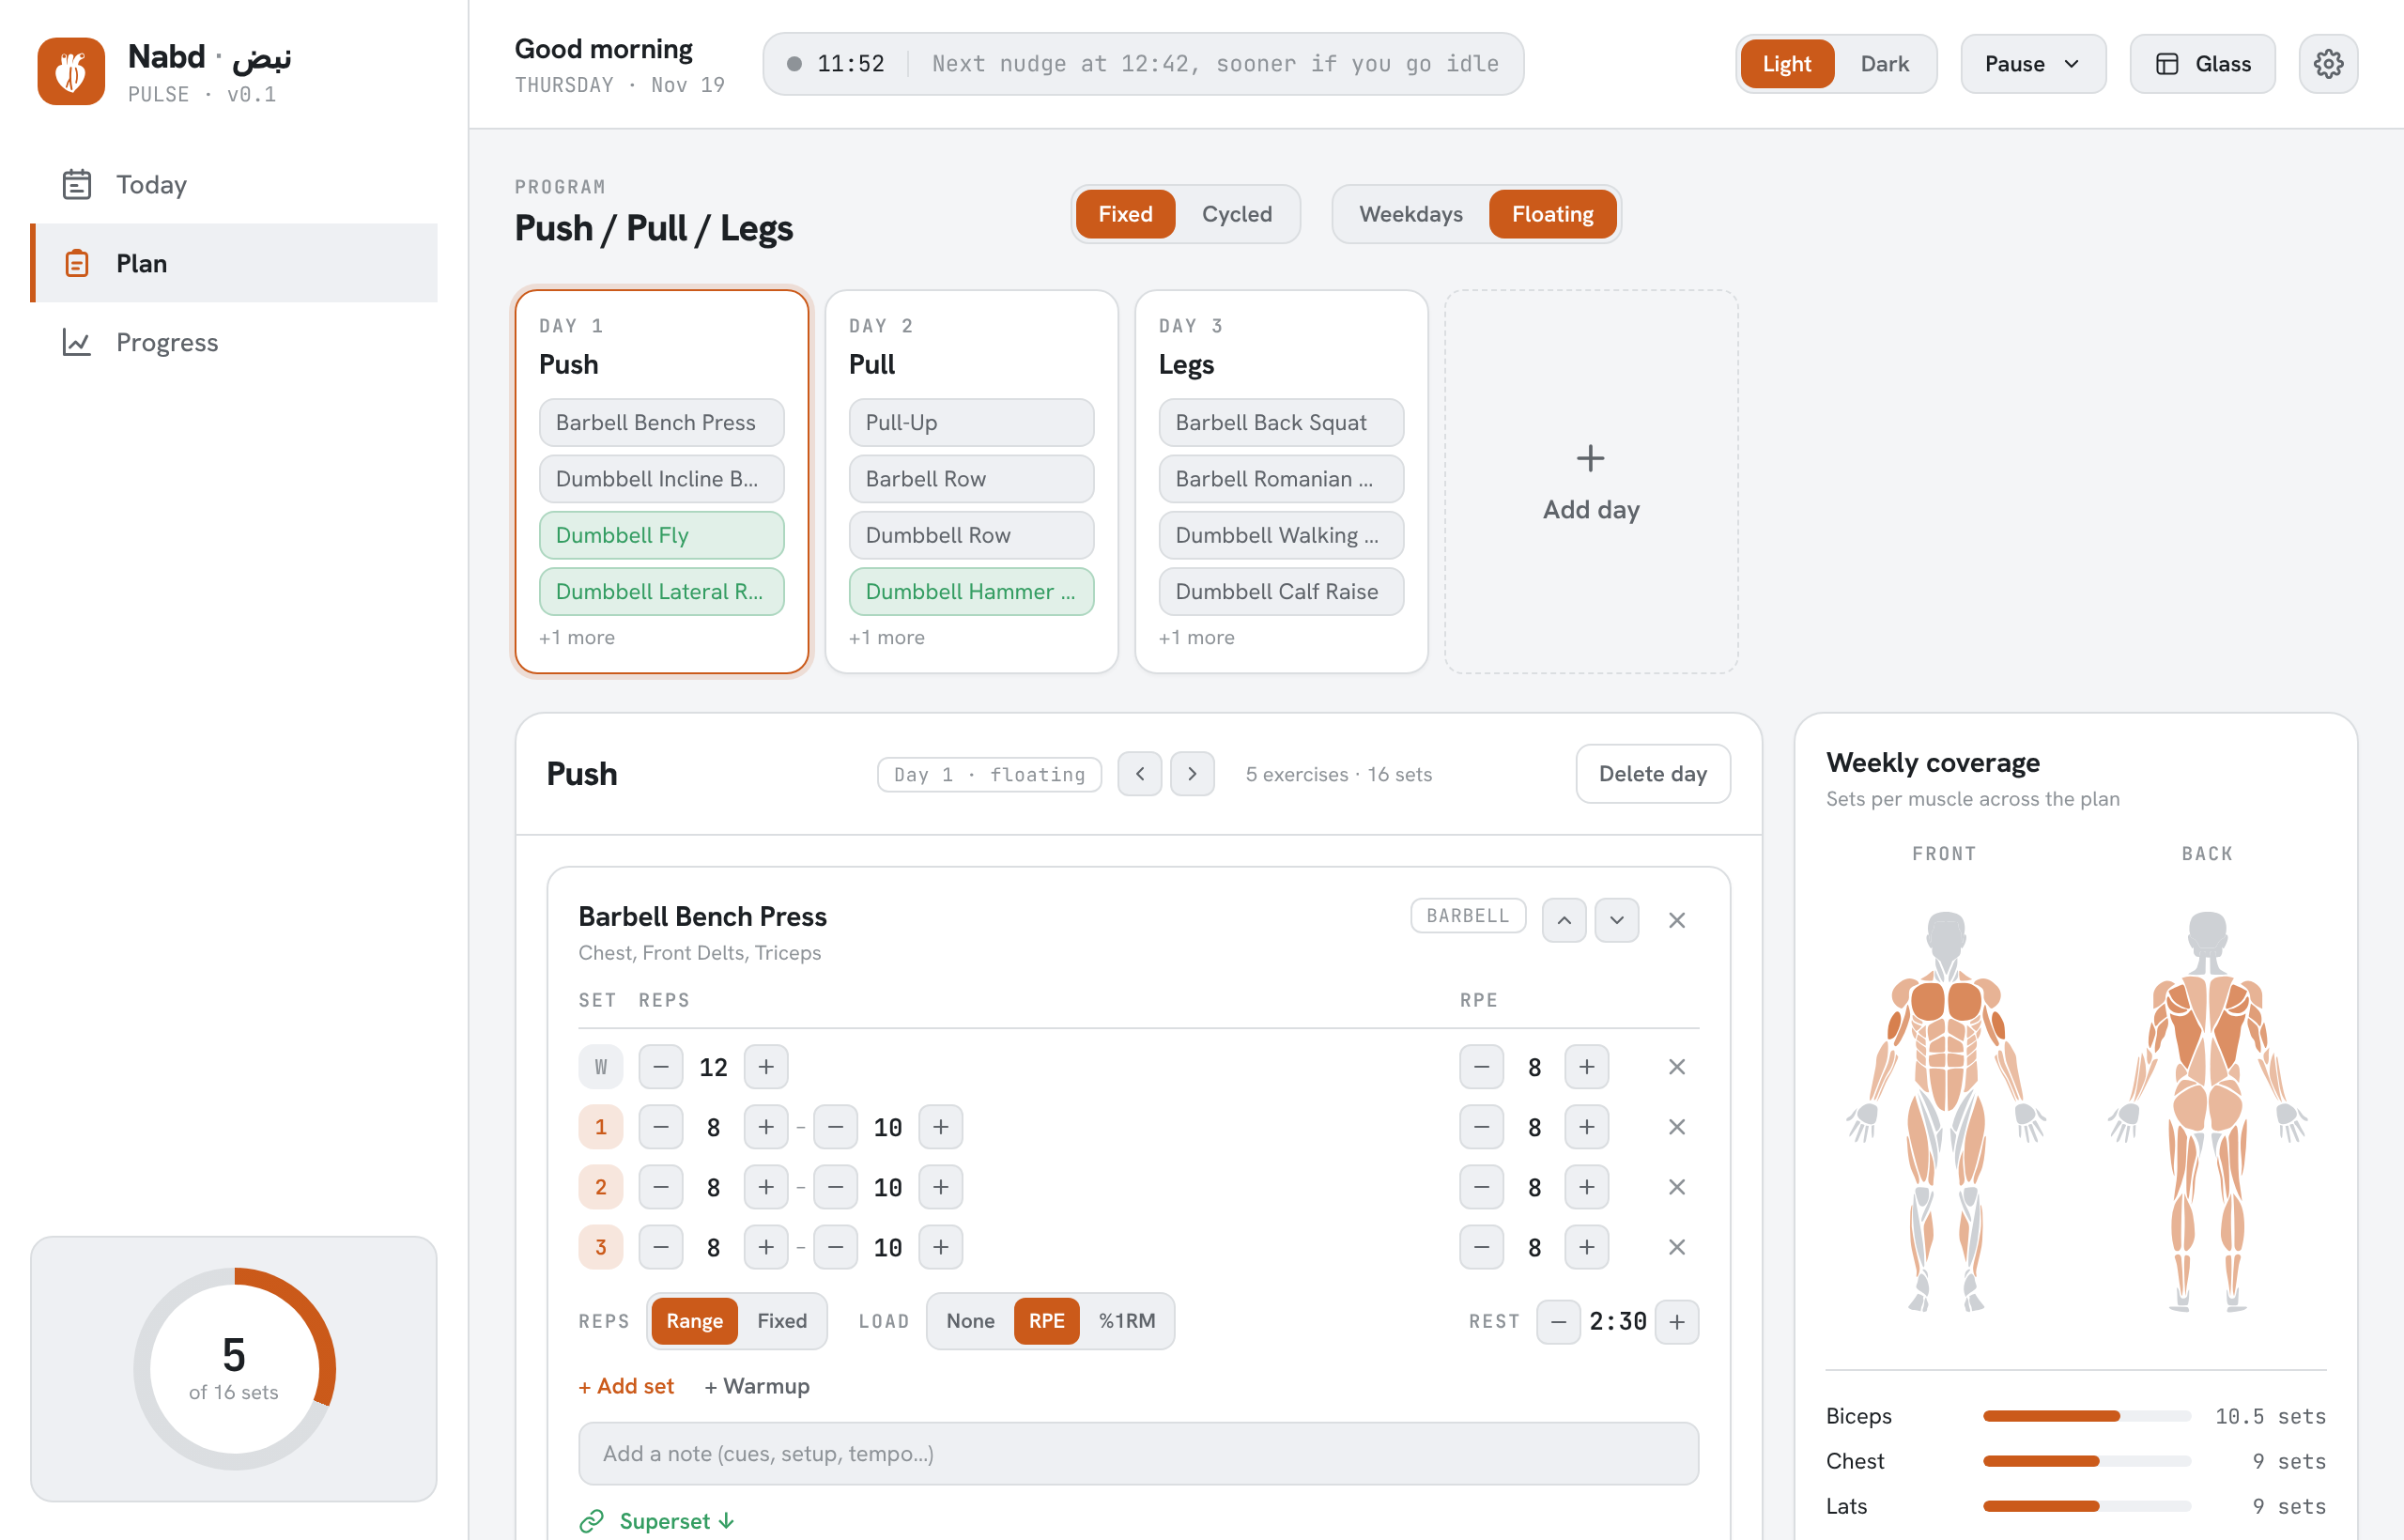 Nabd · نبض
PULSE · v0.1
Today
Plan
Progress
5
of 16 sets
Good morning
THURSDAY · Nov 19
11:52
Next nudge at 12:42, sooner if you go idle
Light
Dark
Pause
Glass
PROGRAM
Push / Pull / Legs
Fixed
Cycled
Weekdays
Floating
DAY 1
Push
Barbell Bench Press
Dumbbell Incline B...
Dumbbell Fly
Dumbbell Lateral R...
+1 more
DAY 2
Pull
Pull-Up
Barbell Row
Dumbbell Row
Dumbbell Hammer ...
+1 more
DAY 3
Legs
Barbell Back Squat
Barbell Romanian ...
Dumbbell Walking ...
Dumbbell Calf Raise
+1 more
+
Add day
Push
Day 1 · floating
5 exercises · 16 sets
Delete day
Barbell Bench Press
Chest, Front Delts, Triceps
BARBELL
SET REPS RPE
W − 12 + − 8 +
1 − 8 + – − 10 + − 8 +
2 − 8 + – − 10 + − 8 +
3 − 8 + – − 10 + − 8 +
REPS Range Fixed LOAD None RPE %1RM REST − 2:30 +
+ Add set + Warmup
Add a note (cues, setup, tempo...)
Superset ↓
Weekly coverage
Sets per muscle across the plan
FRONT BACK
Biceps 10.5 sets
Chest 9 sets
Lats 9 sets